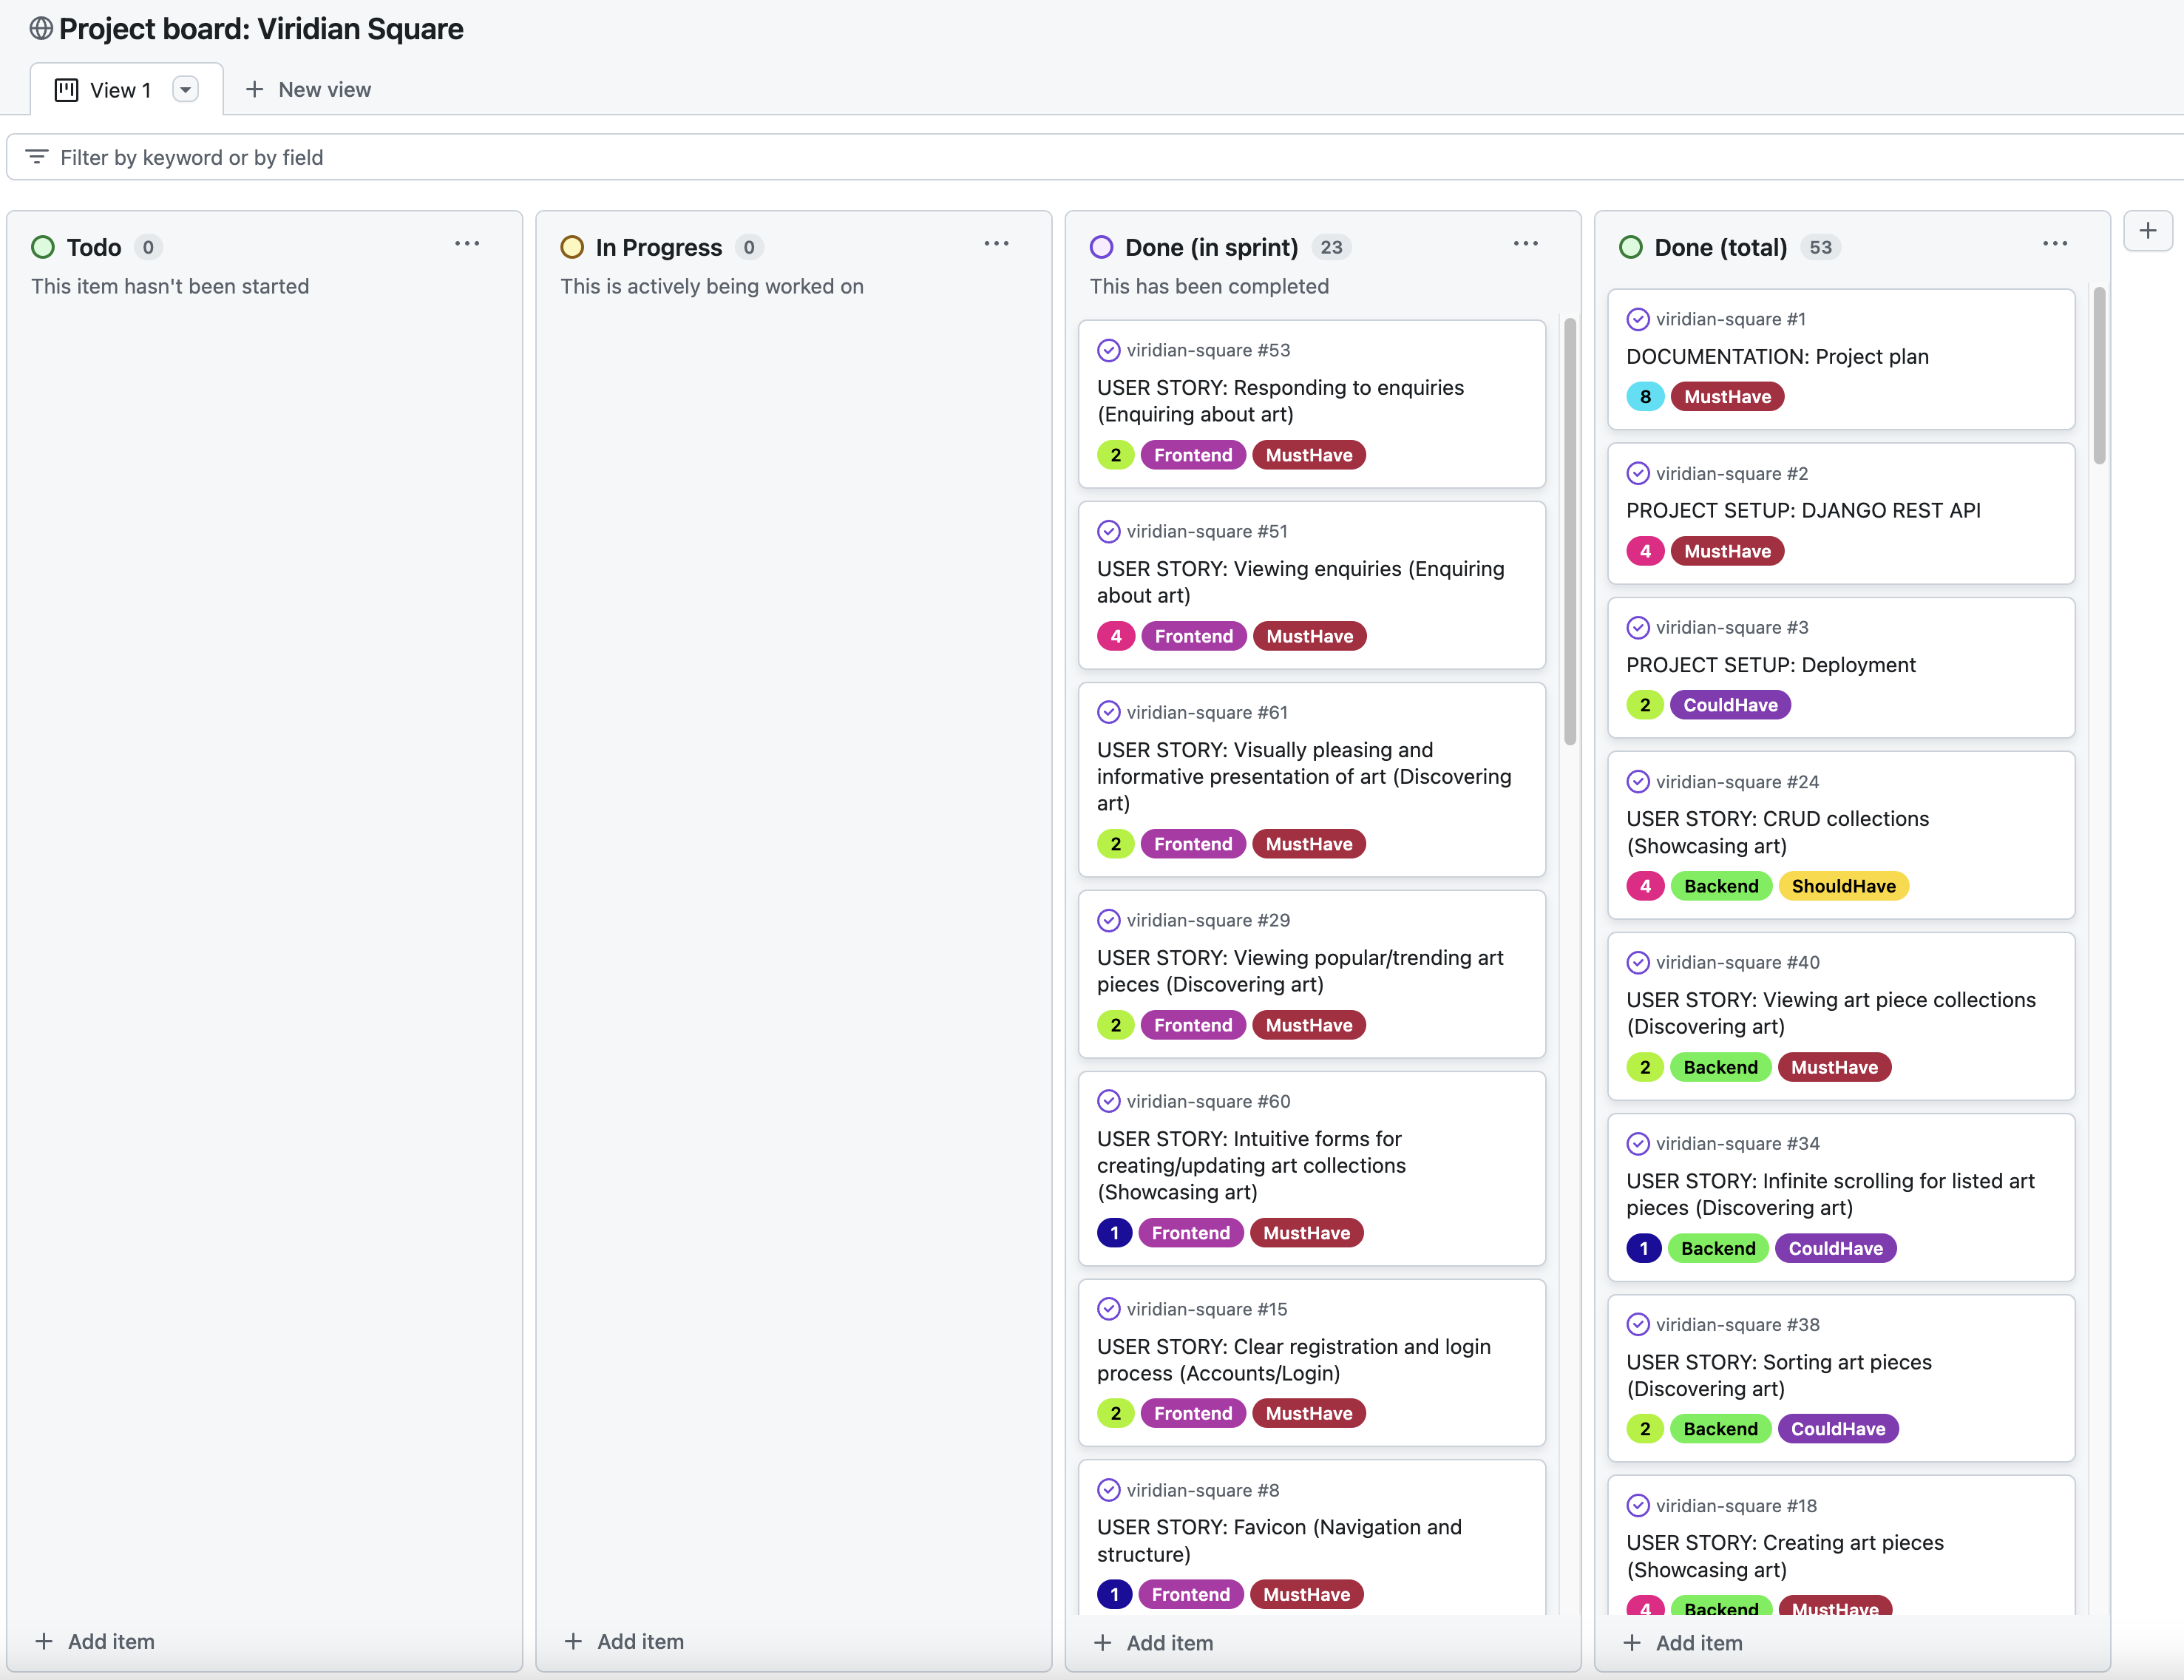 Project board: Viridian Square
View 1
New view
Filter by keyword or by field
Todo 0
This item hasn't been started
Add item
In Progress 0
This is actively being worked on
Add item
Done (in sprint) 23
This has been completed
viridian-square #53
USER STORY: Responding to enquiries
(Enquiring about art)
2 Frontend MustHave
viridian-square #51
USER STORY: Viewing enquiries (Enquiring
about art)
4 Frontend MustHave
viridian-square #61
USER STORY: Visually pleasing and
informative presentation of art (Discovering
art)
2 Frontend MustHave
viridian-square #29
USER STORY: Viewing popular/trending art
pieces (Discovering art)
2 Frontend MustHave
viridian-square #60
USER STORY: Intuitive forms for
creating/updating art collections
(Showcasing art)
1 Frontend MustHave
viridian-square #15
USER STORY: Clear registration and login
process (Accounts/Login)
2 Frontend MustHave
viridian-square #8
USER STORY: Favicon (Navigation and
structure)
1 Frontend MustHave
Add item
Done (total) 53
viridian-square #1
DOCUMENTATION: Project plan
8 MustHave
viridian-square #2
PROJECT SETUP: DJANGO REST API
4 MustHave
viridian-square #3
PROJECT SETUP: Deployment
2 CouldHave
viridian-square #24
USER STORY: CRUD collections
(Showcasing art)
4 Backend ShouldHave
viridian-square #40
USER STORY: Viewing art piece collections
(Discovering art)
2 Backend MustHave
viridian-square #34
USER STORY: Infinite scrolling for listed art
pieces (Discovering art)
1 Backend CouldHave
viridian-square #38
USER STORY: Sorting art pieces
(Discovering art)
2 Backend CouldHave
viridian-square #18
USER STORY: Creating art pieces
(Showcasing art)
4 Backend MustHave
Add item